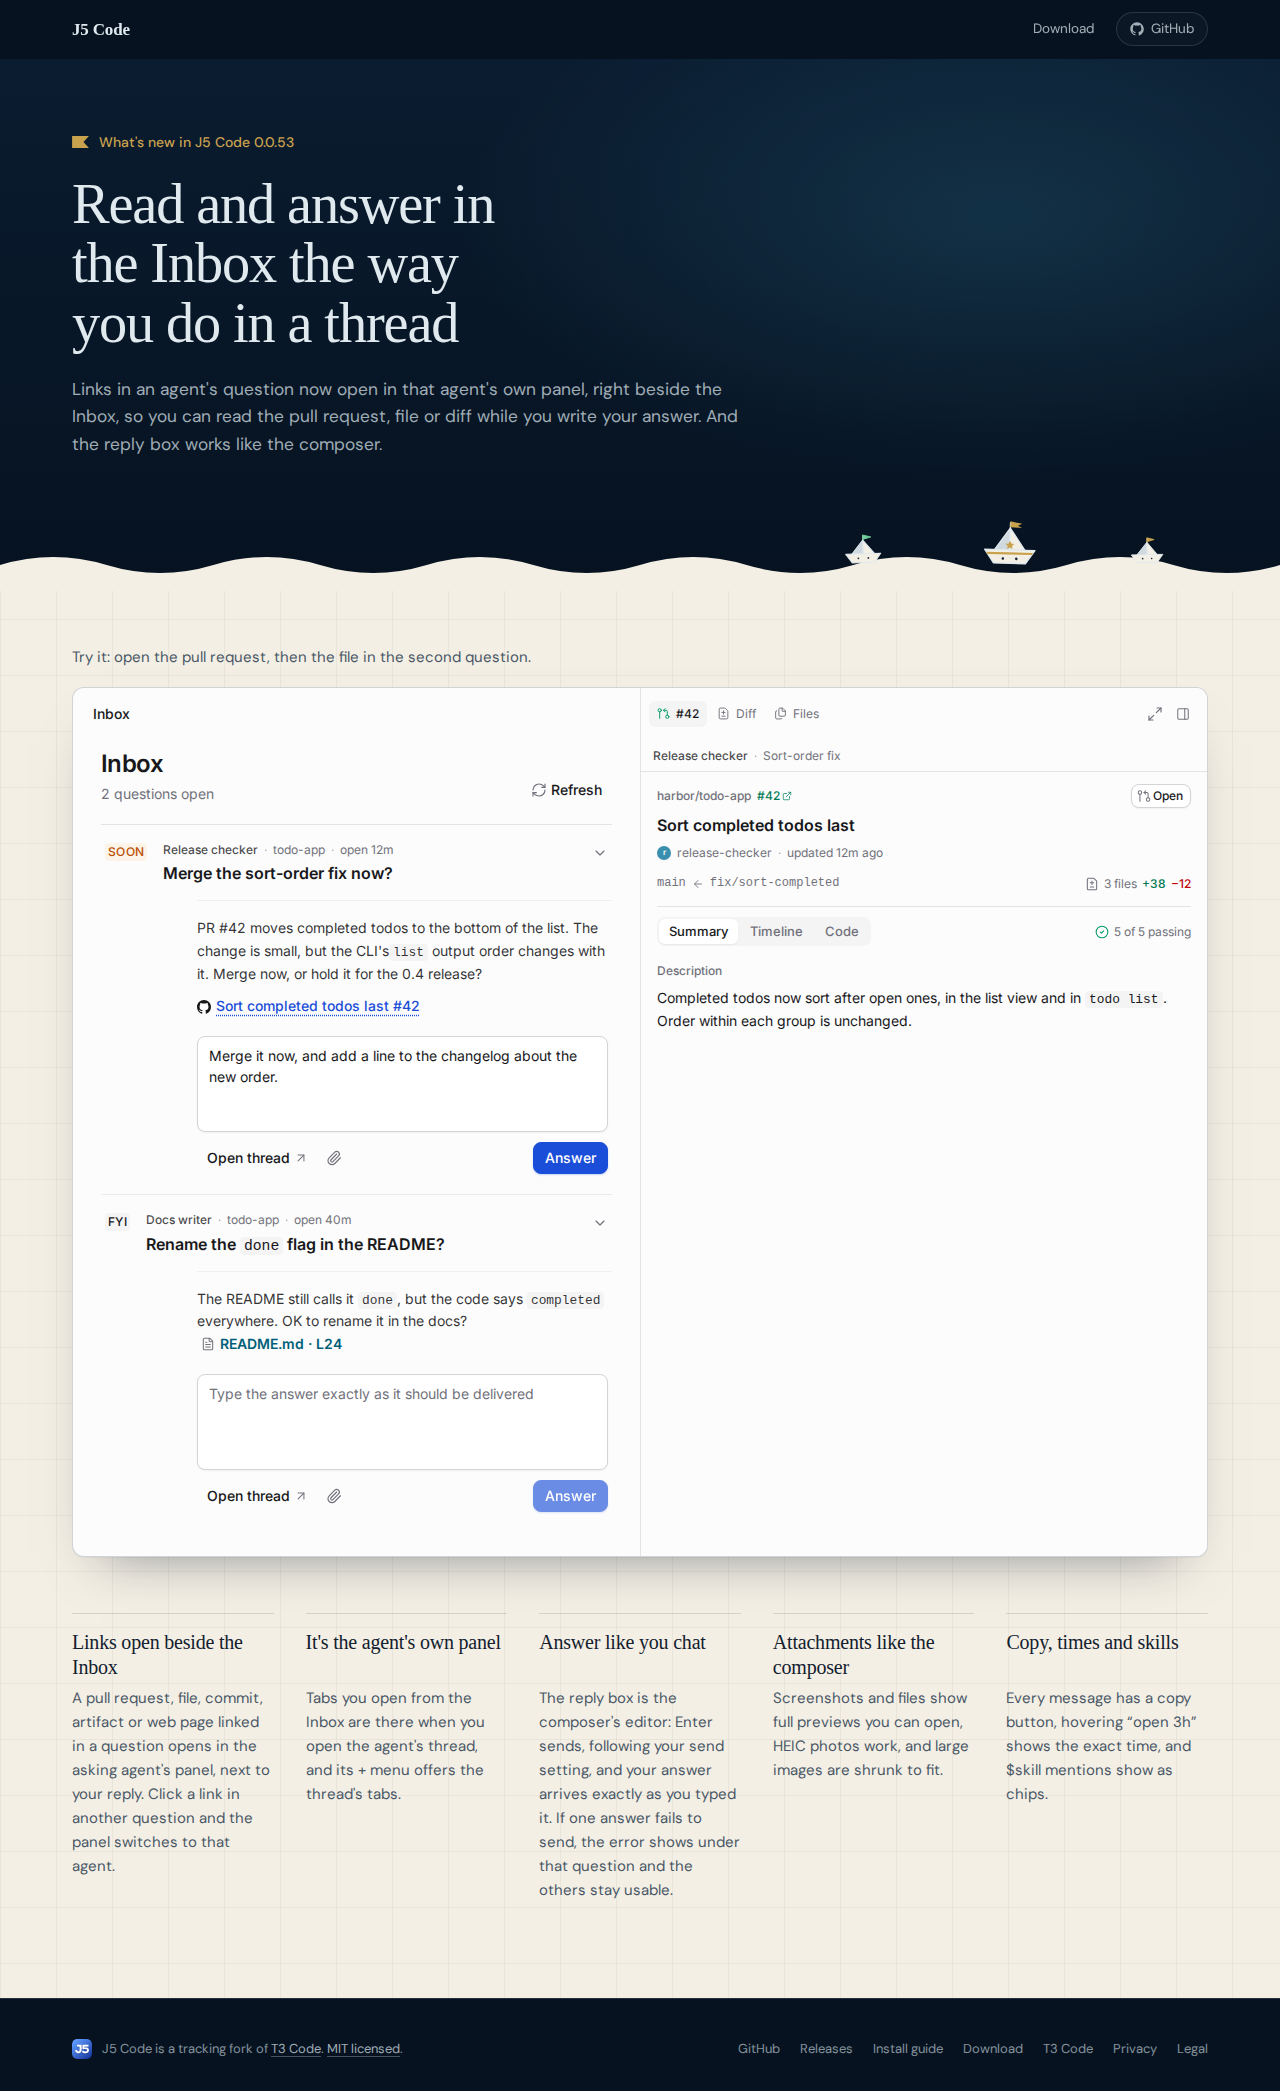 J5 Code
Download
GitHub
What's new in J5 Code 0.0.53
Read and answer in
the Inbox the way
you do in a thread
Links in an agent's question now open in that agent's own panel, right beside the
Inbox, so you can read the pull request, file or diff while you write your answer. And
the reply box works like the composer.
Try it: open the pull request, then the file in the second question.
Inbox
Inbox
2 questions open
Refresh
SOON
Release checker · todo-app · open 12m
Merge the sort-order fix now?
PR #42 moves completed todos to the bottom of the list. The
change is small, but the CLI's list output order changes with
it. Merge now, or hold it for the 0.4 release?
Sort completed todos last #42
Merge it now, and add a line to the changelog about the
new order.
Open thread
Answer
FYI
Docs writer · todo-app · open 40m
Rename the done flag in the README?
The README still calls it done, but the code says completed
everywhere. OK to rename it in the docs?
README.md · L24
Type the answer exactly as it should be delivered
Open thread
Answer
#42
Diff
Files
Release checker · Sort-order fix
harbor/todo-app #42
Open
Sort completed todos last
r
release-checker · updated 12m ago
main ← fix/sort-completed
3 files +38 −12
Summary
Timeline
Code
5 of 5 passing
Description
Completed todos now sort after open ones, in the list view and in todo list.
Order within each group is unchanged.
Links open beside the
Inbox
A pull request, file, commit,
artifact or web page linked
in a question opens in the
asking agent's panel, next to
your reply. Click a link in
another question and the
panel switches to that
agent.
It's the agent's own panel
Tabs you open from the
Inbox are there when you
open the agent's thread,
and its + menu offers the
thread's tabs.
Answer like you chat
The reply box is the
composer's editor: Enter
sends, following your send
setting, and your answer
arrives exactly as you typed
it. If one answer fails to
send, the error shows under
that question and the
others stay usable.
Attachments like the
composer
Screenshots and files show
full previews you can open,
HEIC photos work, and large
images are shrunk to fit.
Copy, times and skills
Every message has a copy
button, hovering “open 3h”
shows the exact time, and
$skill mentions show as
chips.
J5
J5 Code is a tracking fork of T3 Code. MIT licensed.
GitHub
Releases
Install guide
Download
T3 Code
Privacy
Legal